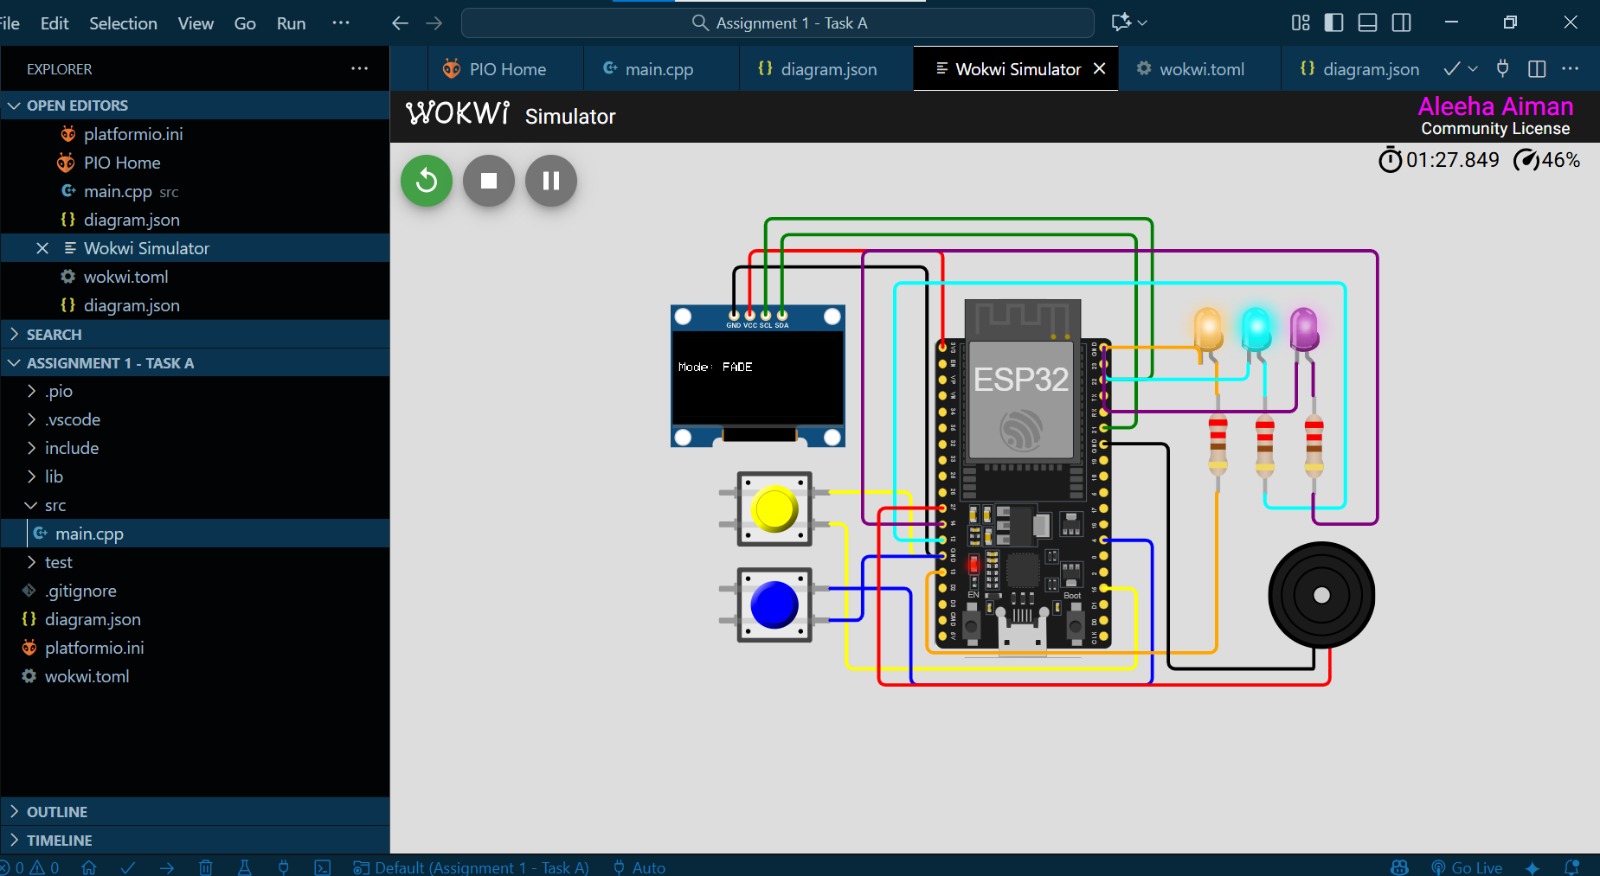 File Edit Selection View Go Run ···
Assignment 1 - Task A
EXPLORER
OPEN EDITORS
platformio.ini
PIO Home
main.cpp src
diagram.json
Wokwi Simulator
wokwi.toml
diagram.json
SEARCH
ASSIGNMENT 1 - TASK A
.pio
.vscode
include
lib
src
main.cpp
test
.gitignore
diagram.json
platformio.ini
wokwi.toml
OUTLINE
TIMELINE
PIO Home
main.cpp
diagram.json
Wokwi Simulator
wokwi.toml
diagram.json
WOKWi Simulator
Aleeha Aiman
Community License
01:27.849 46%
GND VCC SCL SDA
Mode: FADE
ESP32
EN Boot
0 0 Default (Assignment 1 - Task A) Auto Go Live